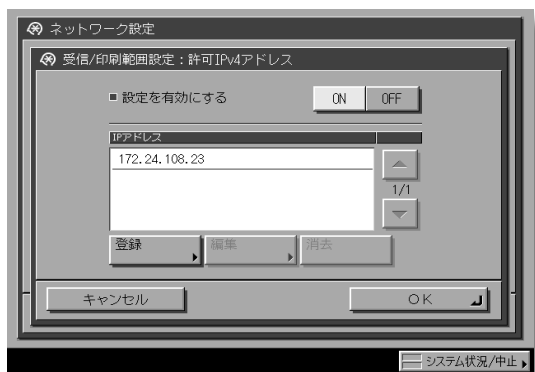 ネットワーク設定
受信/印刷範囲設定：許可IPv4アドレス
■ 設定を有効にする ON OFF
IPアドレス
172.24.108.23
1/1
登録 編集 消去
キャンセル OK
システム状況/中止